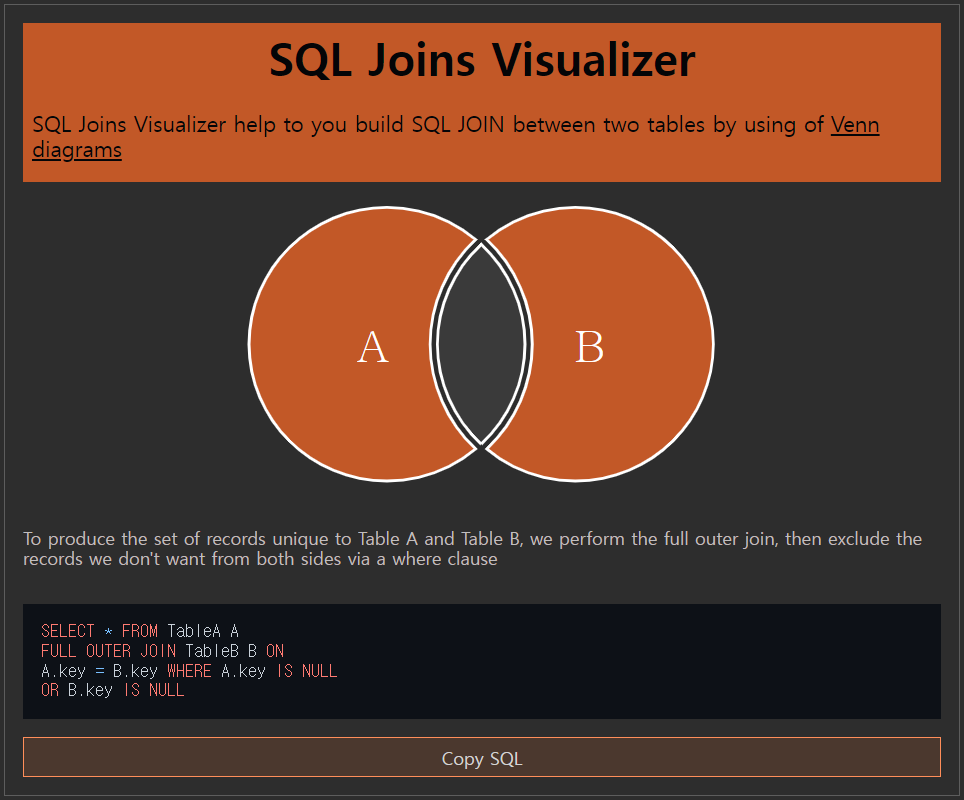 SQL Joins Visualizer
SQL Joins Visualizer help to you build SQL JOIN between two tables by using of Venn
diagrams
A
B
To produce the set of records unique to Table A and Table B, we perform the full outer join, then exclude the
records we don't want from both sides via a where clause
SELECT * FROM TableA A
FULL OUTER JOIN TableB B ON
A.key = B.key WHERE A.key IS NULL
OR B.key IS NULL
Copy SQL